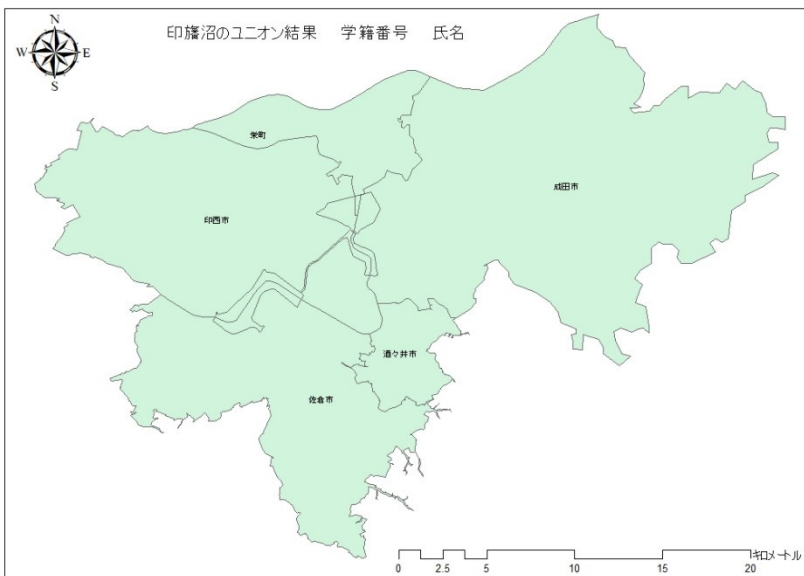 印旛沼のユニオン結果 学籍番号 氏名
N
W E
S
栄町
成田市
印西市
酒々井市
佐倉市
キロメートル
0 2.5 5 10 15 20